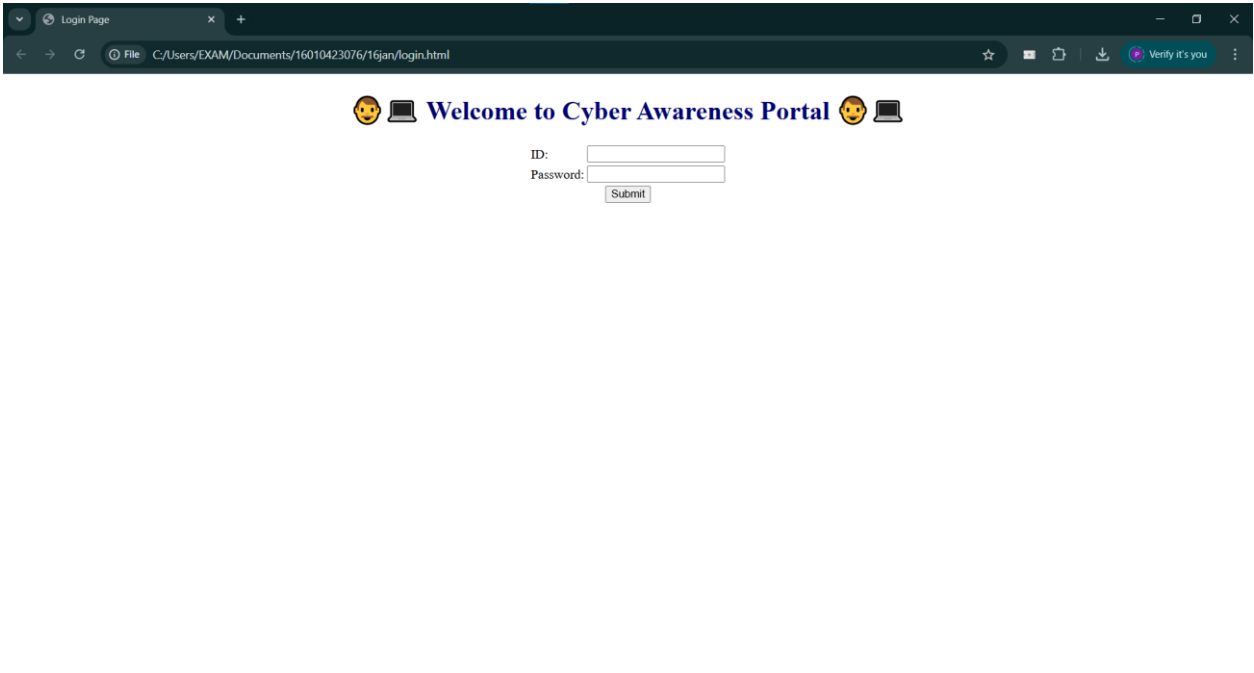 Login Page
File C:/Users/EXAM/Documents/16010423076/16jan/login.html
P Verify it's you
Welcome to Cyber Awareness Portal
ID:
Password:
Submit